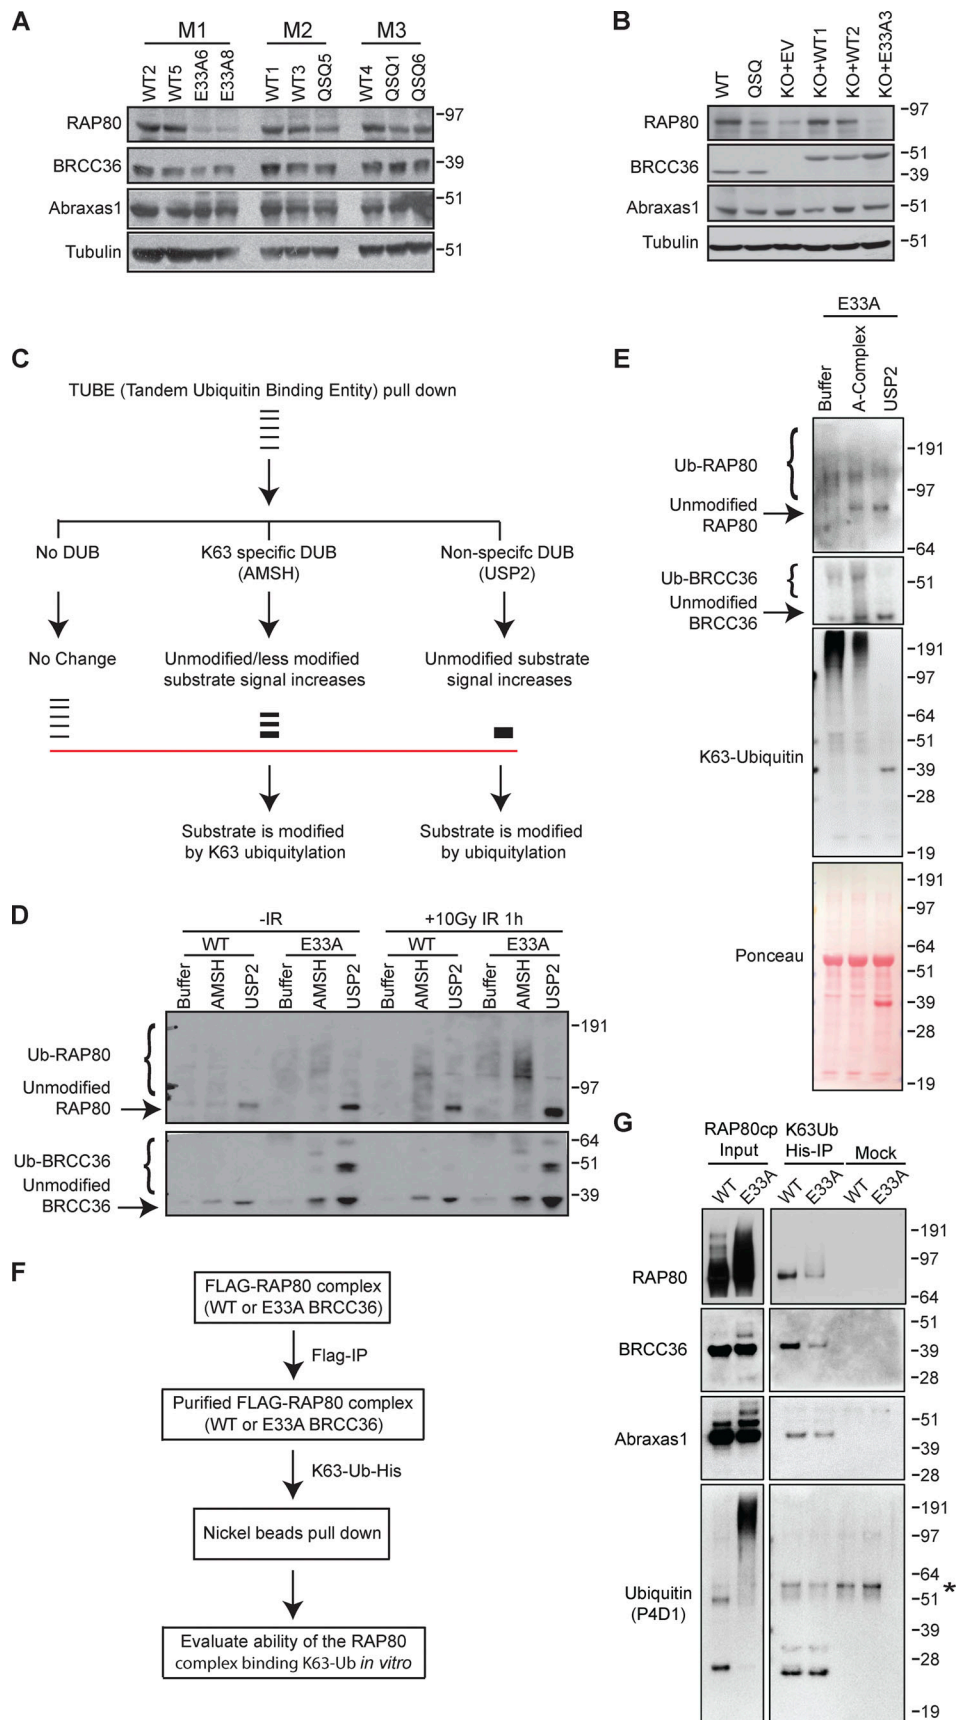 A
M1 M2 M3
WT2 WT5 E33A6 E33A8 WT1 WT3 QSQ5 WT4 QSQ1 QSQ6
RAP80 -97
BRCC36 -39
Abraxas1 -51
Tubulin -51
B
WT QSQ KO+EV KO+WT1 KO+WT2 KO+E33A3
RAP80 -97
BRCC36 -51
-39
Abraxas1 -51
Tubulin -51
C
TUBE (Tandem Ubiquitin Binding Entity) pull down
No DUB K63 specific DUB Non-specifc DUB
(AMSH) (USP2)
No Change Unmodified/less modified Unmodified substrate
substrate signal increases signal increases
Substrate is modified Substrate is modified
by K63 ubiquitylation by ubiquitylation
D
-IR +10Gy IR 1h
WT E33A WT E33A
Buffer AMSH USP2 Buffer AMSH USP2 Buffer AMSH USP2 Buffer AMSH USP2
-191
Ub-RAP80
Unmodified -97
RAP80
-64
Ub-BRCC36 -51
Unmodified
BRCC36 -39
E
E33A
Buffer A-Complex USP2
-191
Ub-RAP80
-97
Unmodified
RAP80
-64
Ub-BRCC36 -51
Unmodified
BRCC36
-191
-97
-64
-51
K63-Ubiquitin
-39
-28
-19
-191
-97
Ponceau -64
-51
-39
-28
-19
F
FLAG-RAP80 complex
(WT or E33A BRCC36)
Flag-IP
Purified FLAG-RAP80 complex
(WT or E33A BRCC36)
K63-Ub-His
Nickel beads pull down
Evaluate ability of the RAP80
complex binding K63-Ub in vitro
G
RAP80cp K63Ub
Input His-IP Mock
WT E33A WT E33A WT E33A
-191
-97
RAP80
-64
-51
BRCC36 -39
-28
-51
Abraxas1
-39
-28
-191
-97
-64 *
Ubiquitin -51
(P4D1)
-39
-28
-19